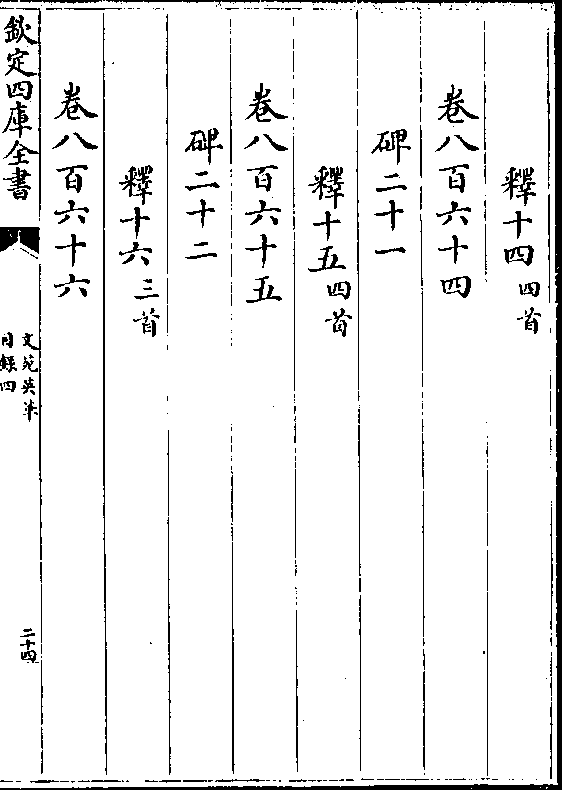 釋十四四首
卷八百六十四
碑二十一
釋十五四首
卷八百六十五
碑二十二
釋十六三首
卷八百六十六
欽定四庫全書
文苑英華
目錄四
二十四